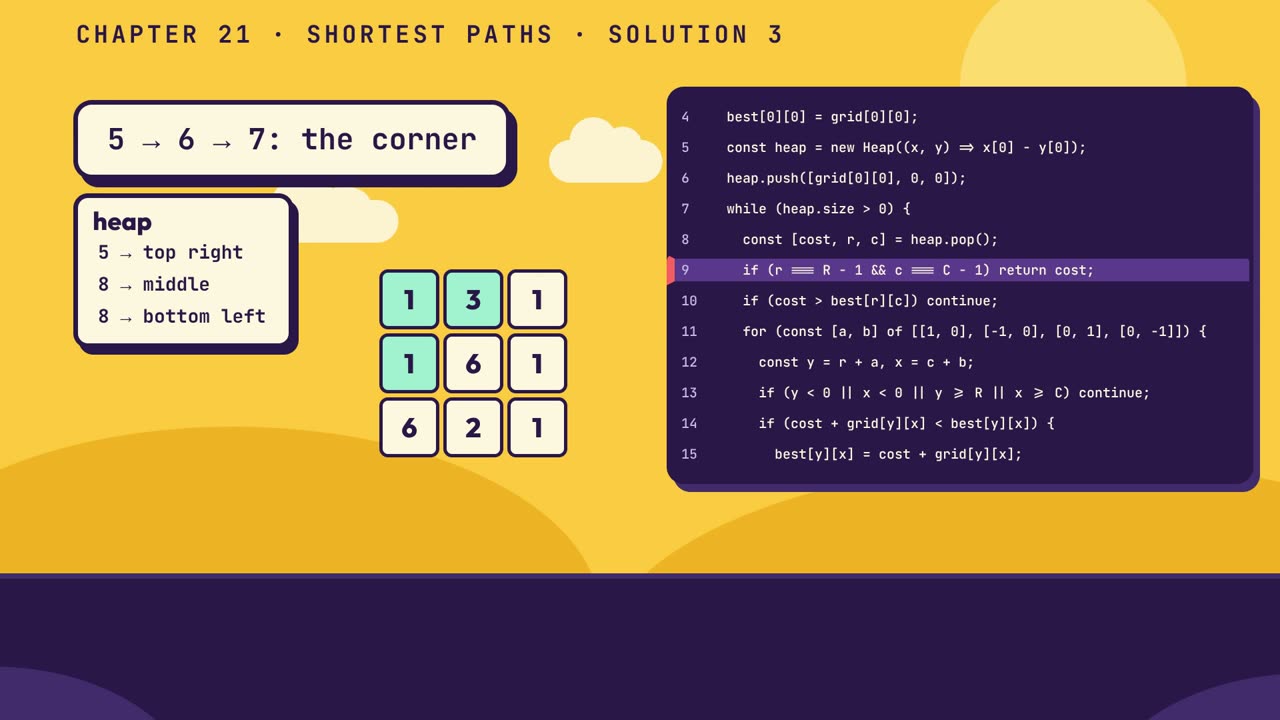 CHAPTER 21 · SHORTEST PATHS · SOLUTION 3
5 → 6 → 7: the corner
heap
5 → top right
8 → middle
8 → bottom left
1 3 1
1 6 1
6 2 1
4 best[0][0] = grid[0][0];
5 const heap = new Heap((x, y) => x[0] - y[0]);
6 heap.push([grid[0][0], 0, 0]);
7 while (heap.size > 0) {
8 const [cost, r, c] = heap.pop();
9 if (r === R - 1 && c === C - 1) return cost;
10 if (cost > best[r][c]) continue;
11 for (const [a, b] of [[1, 0], [-1, 0], [0, 1], [0, -1]]) {
12 const y = r + a, x = c + b;
13 if (y < 0 || x < 0 || y >= R || x >= C) continue;
14 if (cost + grid[y][x] < best[y][x]) {
15 best[y][x] = cost + grid[y][x];